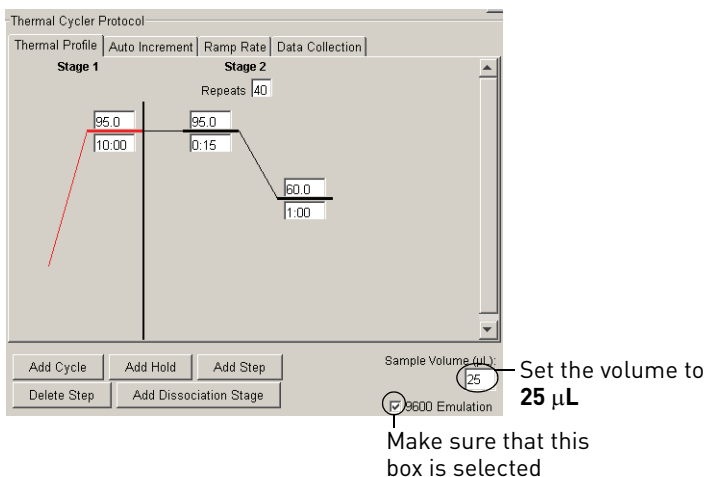 Thermal Cycler Protocol
Thermal Profile Auto Increment Ramp Rate Data Collection
Stage 1 Stage 2
Repeats 40
95.0 95.0
10:00 0:15
60.0
1:00
Add Cycle Add Hold Add Step
Delete Step Add Dissociation Stage
Sample Volume (µL):
25
9600 Emulation
Set the volume to
25 µL
Make sure that this
box is selected